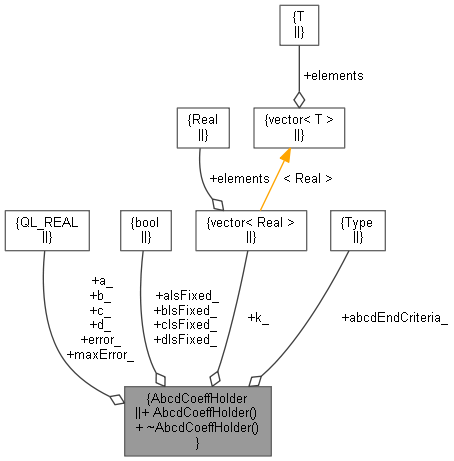 {T
||}
+elements
{Real
||}
{vector< T >
||}
+elements
< Real >
{QL_REAL
||}
{bool
||}
{vector< Real >
||}
{Type
||}
+a_
+b_
+c_
+d_
+error_
+maxError_
+aIsFixed_
+bIsFixed_
+cIsFixed_
+dIsFixed_
+k_
+abcdEndCriteria_
{AbcdCoeffHolder
||+ AbcdCoeffHolder()
+ ~AbcdCoeffHolder()
}